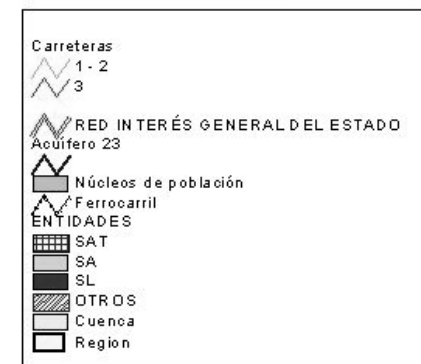 Carreteras
1 - 2
3
RED INTERÉS GENERAL DEL ESTADO
Acuífero 23
Núcleos de población
Ferrocarril
ENTIDADES
SAT
SA
SL
OTROS
Cuenca
Region